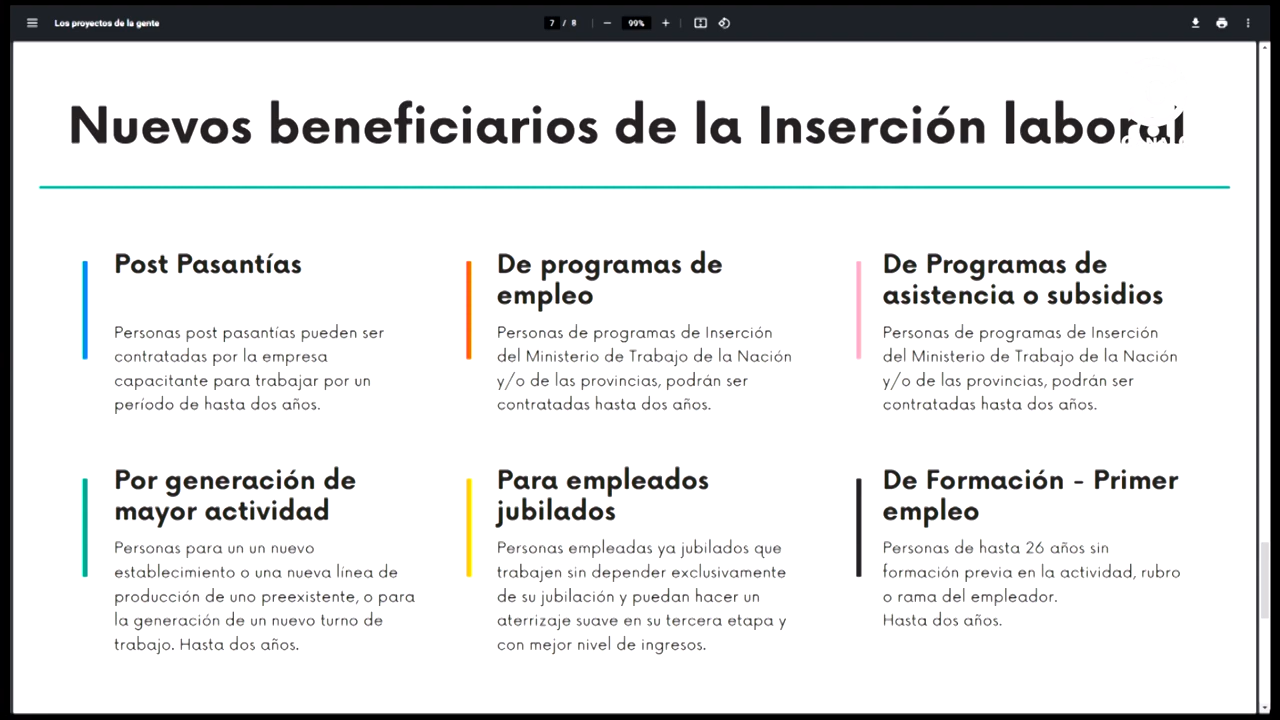 Los proyectos de la gente
7 / 8
99%
Nuevos beneficiarios de la Inserción laboral
Post Pasantías
Personas post pasantías pueden ser
contratadas por la empresa
capacitante para trabajar por un
período de hasta dos años.
De programas de
empleo
Personas de programas de Inserción
del Ministerio de Trabajo de la Nación
y/o de las provincias, podrán ser
contratadas hasta dos años.
De Programas de
asistencia o subsidios
Personas de programas de Inserción
del Ministerio de Trabajo de la Nación
y/o de las provincias, podrán ser
contratadas hasta dos años.
Por generación de
mayor actividad
Personas para un un nuevo
establecimiento o una nueva línea de
producción de uno preexistente, o para
la generación de un nuevo turno de
trabajo. Hasta dos años.
Para empleados
jubilados
Personas empleadas ya jubilados que
trabajen sin depender exclusivamente
de su jubilación y puedan hacer un
aterrizaje suave en su tercera etapa y
con mejor nivel de ingresos.
De Formación - Primer
empleo
Personas de hasta 26 años sin
formación previa en la actividad, rubro
o rama del empleador.
Hasta dos años.